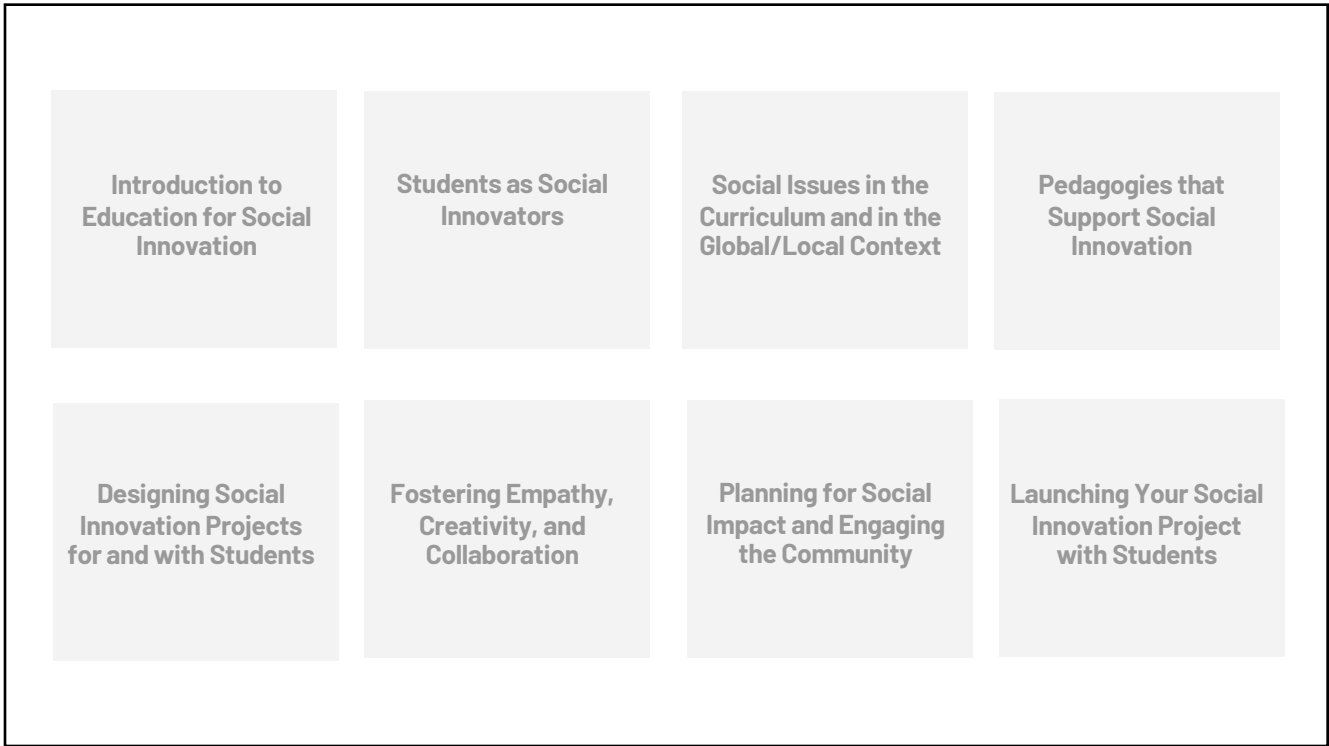 Introduction to
Education for Social
Innovation
Students as Social
Innovators
Social Issues in the
Curriculum and in the
Global/Local Context
Pedagogies that
Support Social
Innovation
Designing Social
Innovation Projects
for and with Students
Fostering Empathy,
Creativity, and
Collaboration
Planning for Social
Impact and Engaging
the Community
Launching Your Social
Innovation Project
with Students